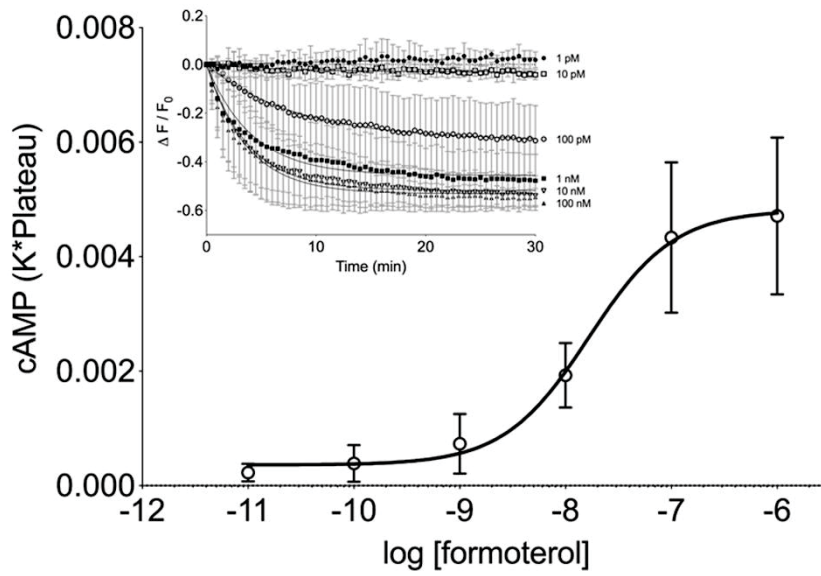 0.008
0.006
0.004
0.002
0.000
cAMP (K*Plateau)
0.2
0.0
-0.2
-0.4
-0.6
Δ F / F0
1 pM
10 pM
100 pM
1 nM
10 nM
100 nM
0 10 20 30
Time (min)
-12 -11 -10 -9 -8 -7 -6
log [formoterol]